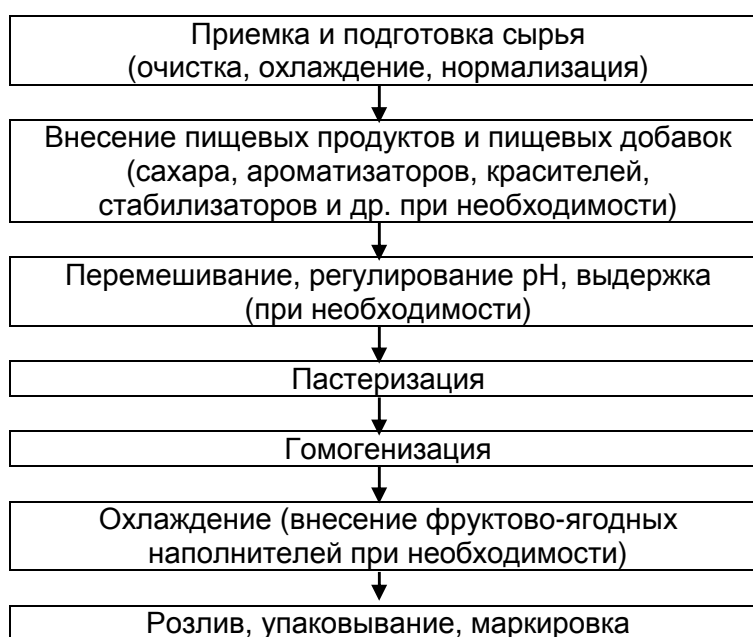 Приемка и подготовка сырья
(очистка, охлаждение, нормализация)
Внесение пищевых продуктов и пищевых добавок
(сахара, ароматизаторов, красителей,
стабилизаторов и др. при необходимости)
Перемешивание, регулирование pH, выдержка
(при необходимости)
Пастеризация
Гомогенизация
Охлаждение (внесение фруктово-ягодных
наполнителей при необходимости)
Розлив, упаковывание, маркировка